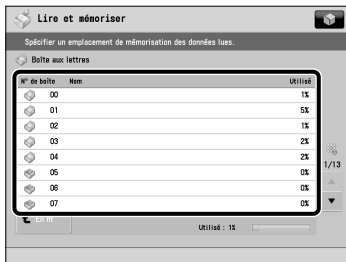 Lire et mémoriser
Spécifier un emplacement de mémorisation des données lues.
Boîte aux lettres
N° de boîte Nom Utilisé
00 1%
01 5%
02 1%
03 2%
04 2%
05 0%
06 0%
07 0%
1/13
En ht
Utilisé : 1%